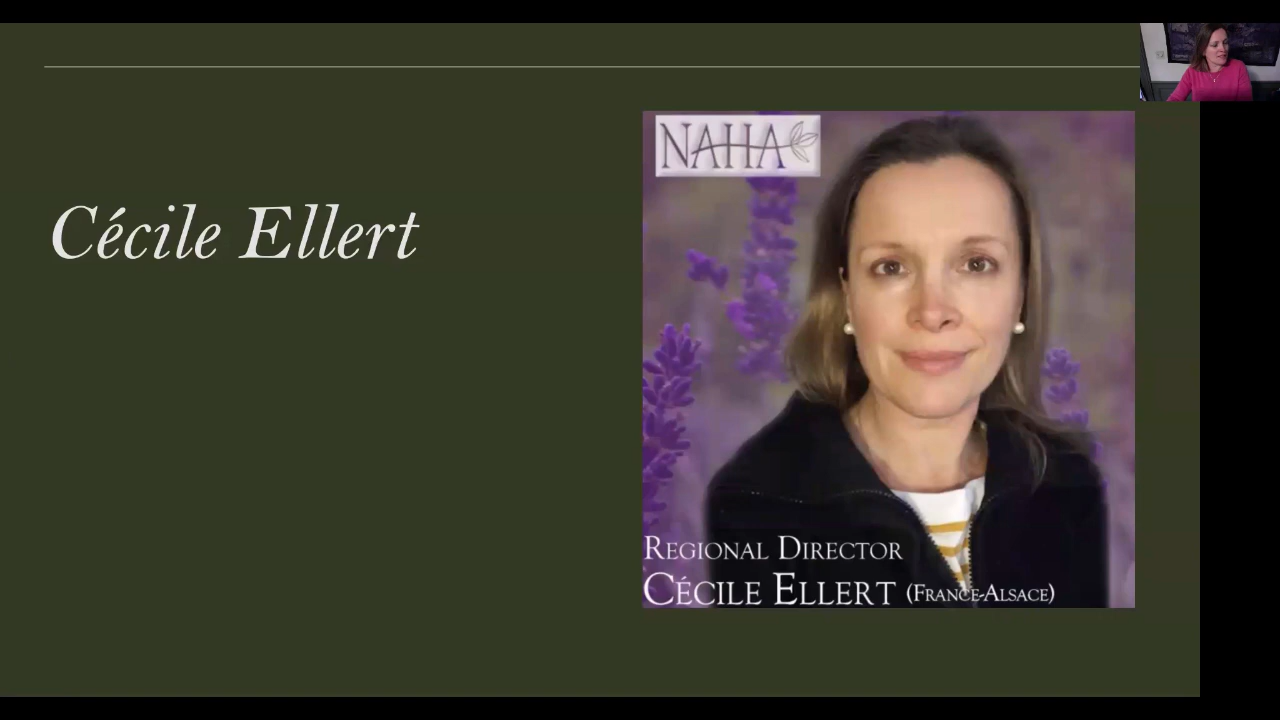 Cécile Ellert
NAHA
REGIONAL DIRECTOR
CÉCILE ELLERT (FRANCE-ALSACE)